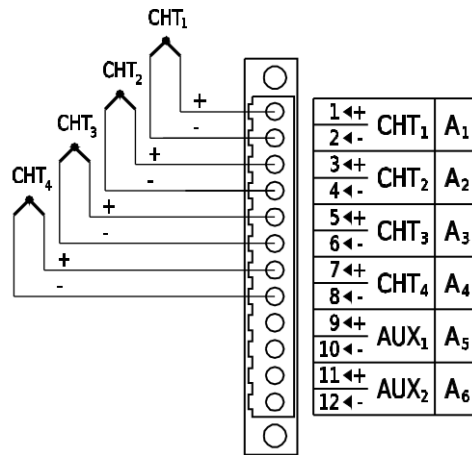 CHT₁
CHT₂
CHT₃
CHT₄
+
-
+
-
+
-
+
-
1◄+ CHT₁ A₁
2◄-
3◄+ CHT₂ A₂
4◄-
5◄+ CHT₃ A₃
6◄-
7◄+ CHT₄ A₄
8◄-
9◄+ AUX₁ A₅
10◄-
11◄+ AUX₂ A₆
12◄-